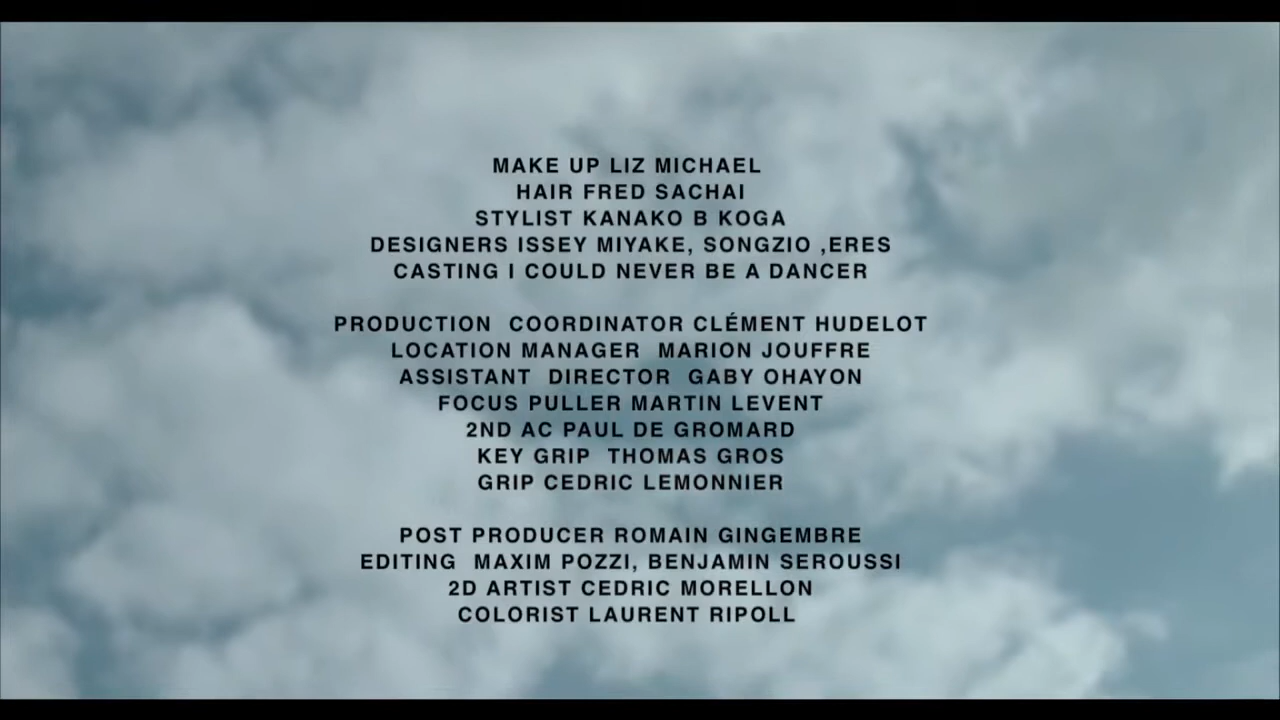 MAKE UP LIZ MICHAEL
HAIR FRED SACHAI
STYLIST KANAKO B KOGA
DESIGNERS ISSEY MIYAKE, SONGZIO ,ERES
CASTING I COULD NEVER BE A DANCER
PRODUCTION  COORDINATOR CLÉMENT HUDELOT
LOCATION MANAGER  MARION JOUFFRE
ASSISTANT  DIRECTOR  GABY OHAYON
FOCUS PULLER MARTIN LEVENT
2ND AC PAUL DE GROMARD
KEY GRIP  THOMAS GROS
GRIP CEDRIC LEMONNIER
POST PRODUCER ROMAIN GINGEMBRE
EDITING  MAXIM POZZI, BENJAMIN SEROUSSI
2D ARTIST CEDRIC MORELLON
COLORIST LAURENT RIPOLL